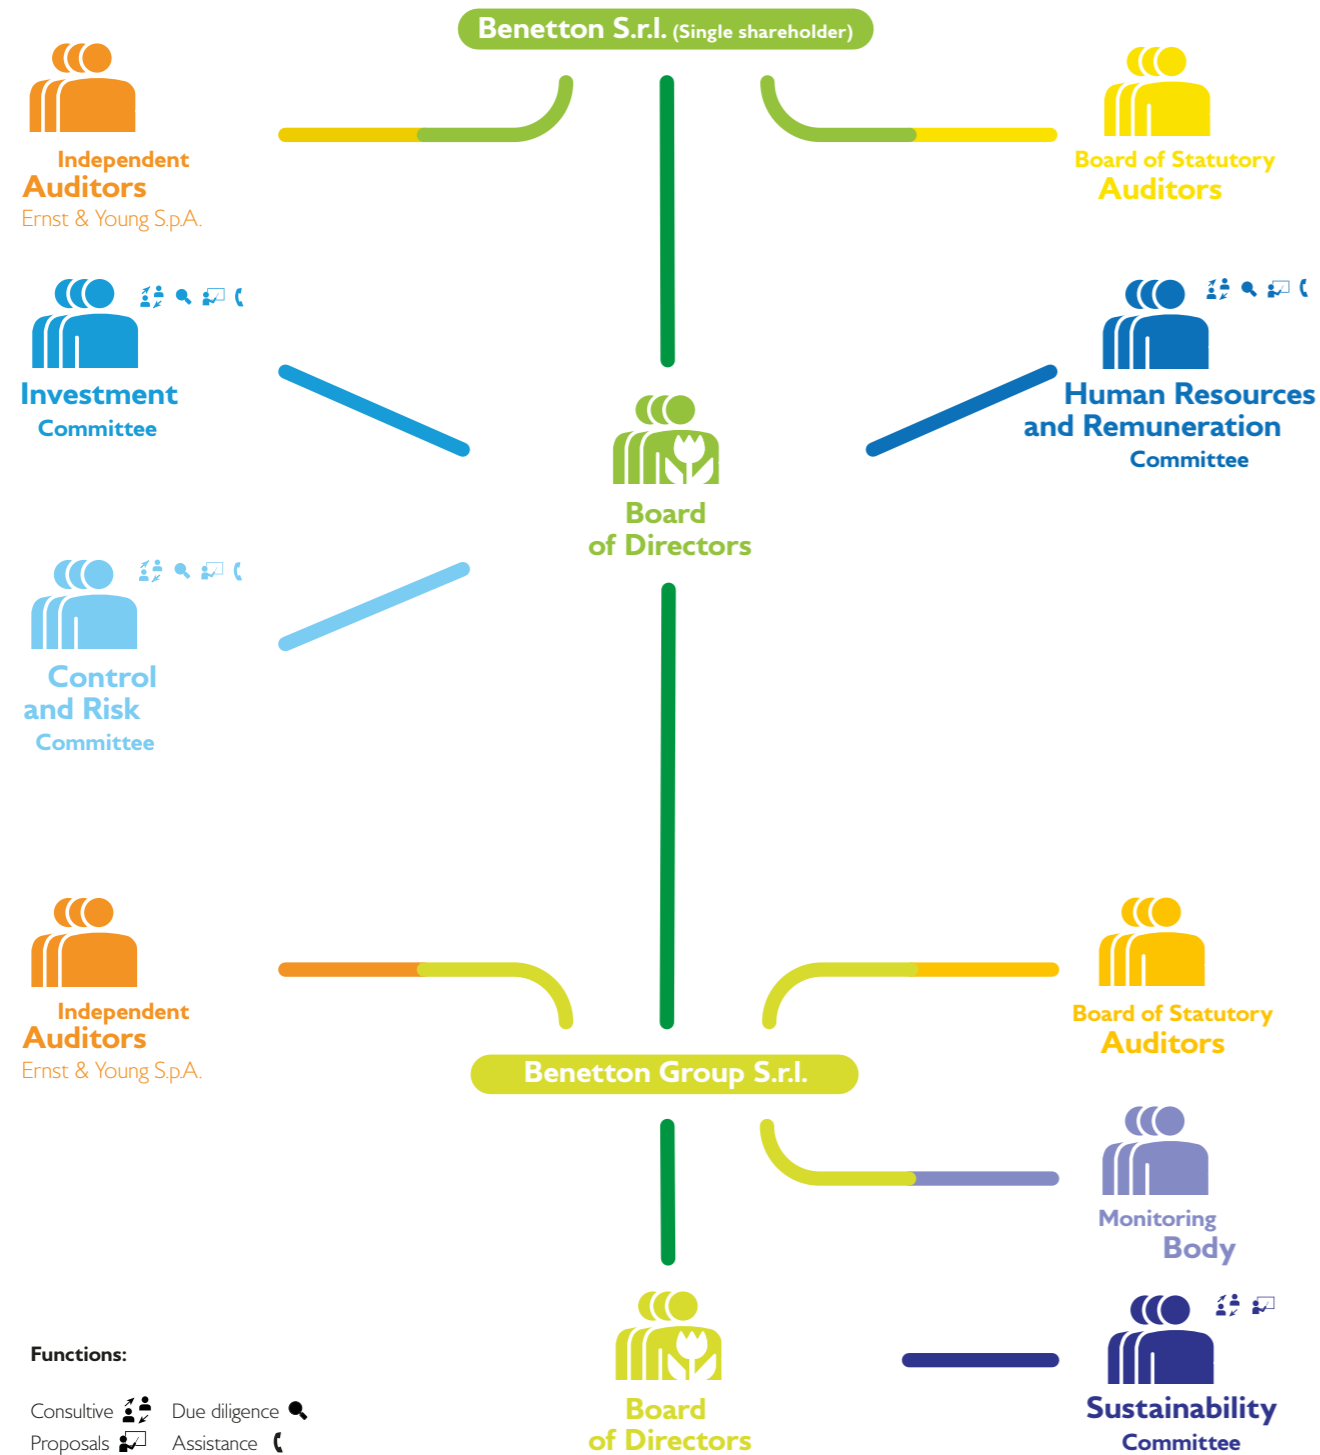 Benetton S.r.l. (Single shareholder)
Independent
Auditors
Ernst & Young S.p.A.
Board of Statutory
Auditors
Investment
Committee
Human Resources
and Remuneration
Committee
Board
of Directors
Control
and Risk
Committee
Independent
Auditors
Ernst & Young S.p.A.
Board of Statutory
Auditors
Benetton Group S.r.l.
Monitoring
Body
Board
of Directors
Sustainability
Committee
Functions:
Consultive Due diligence
Proposals Assistance